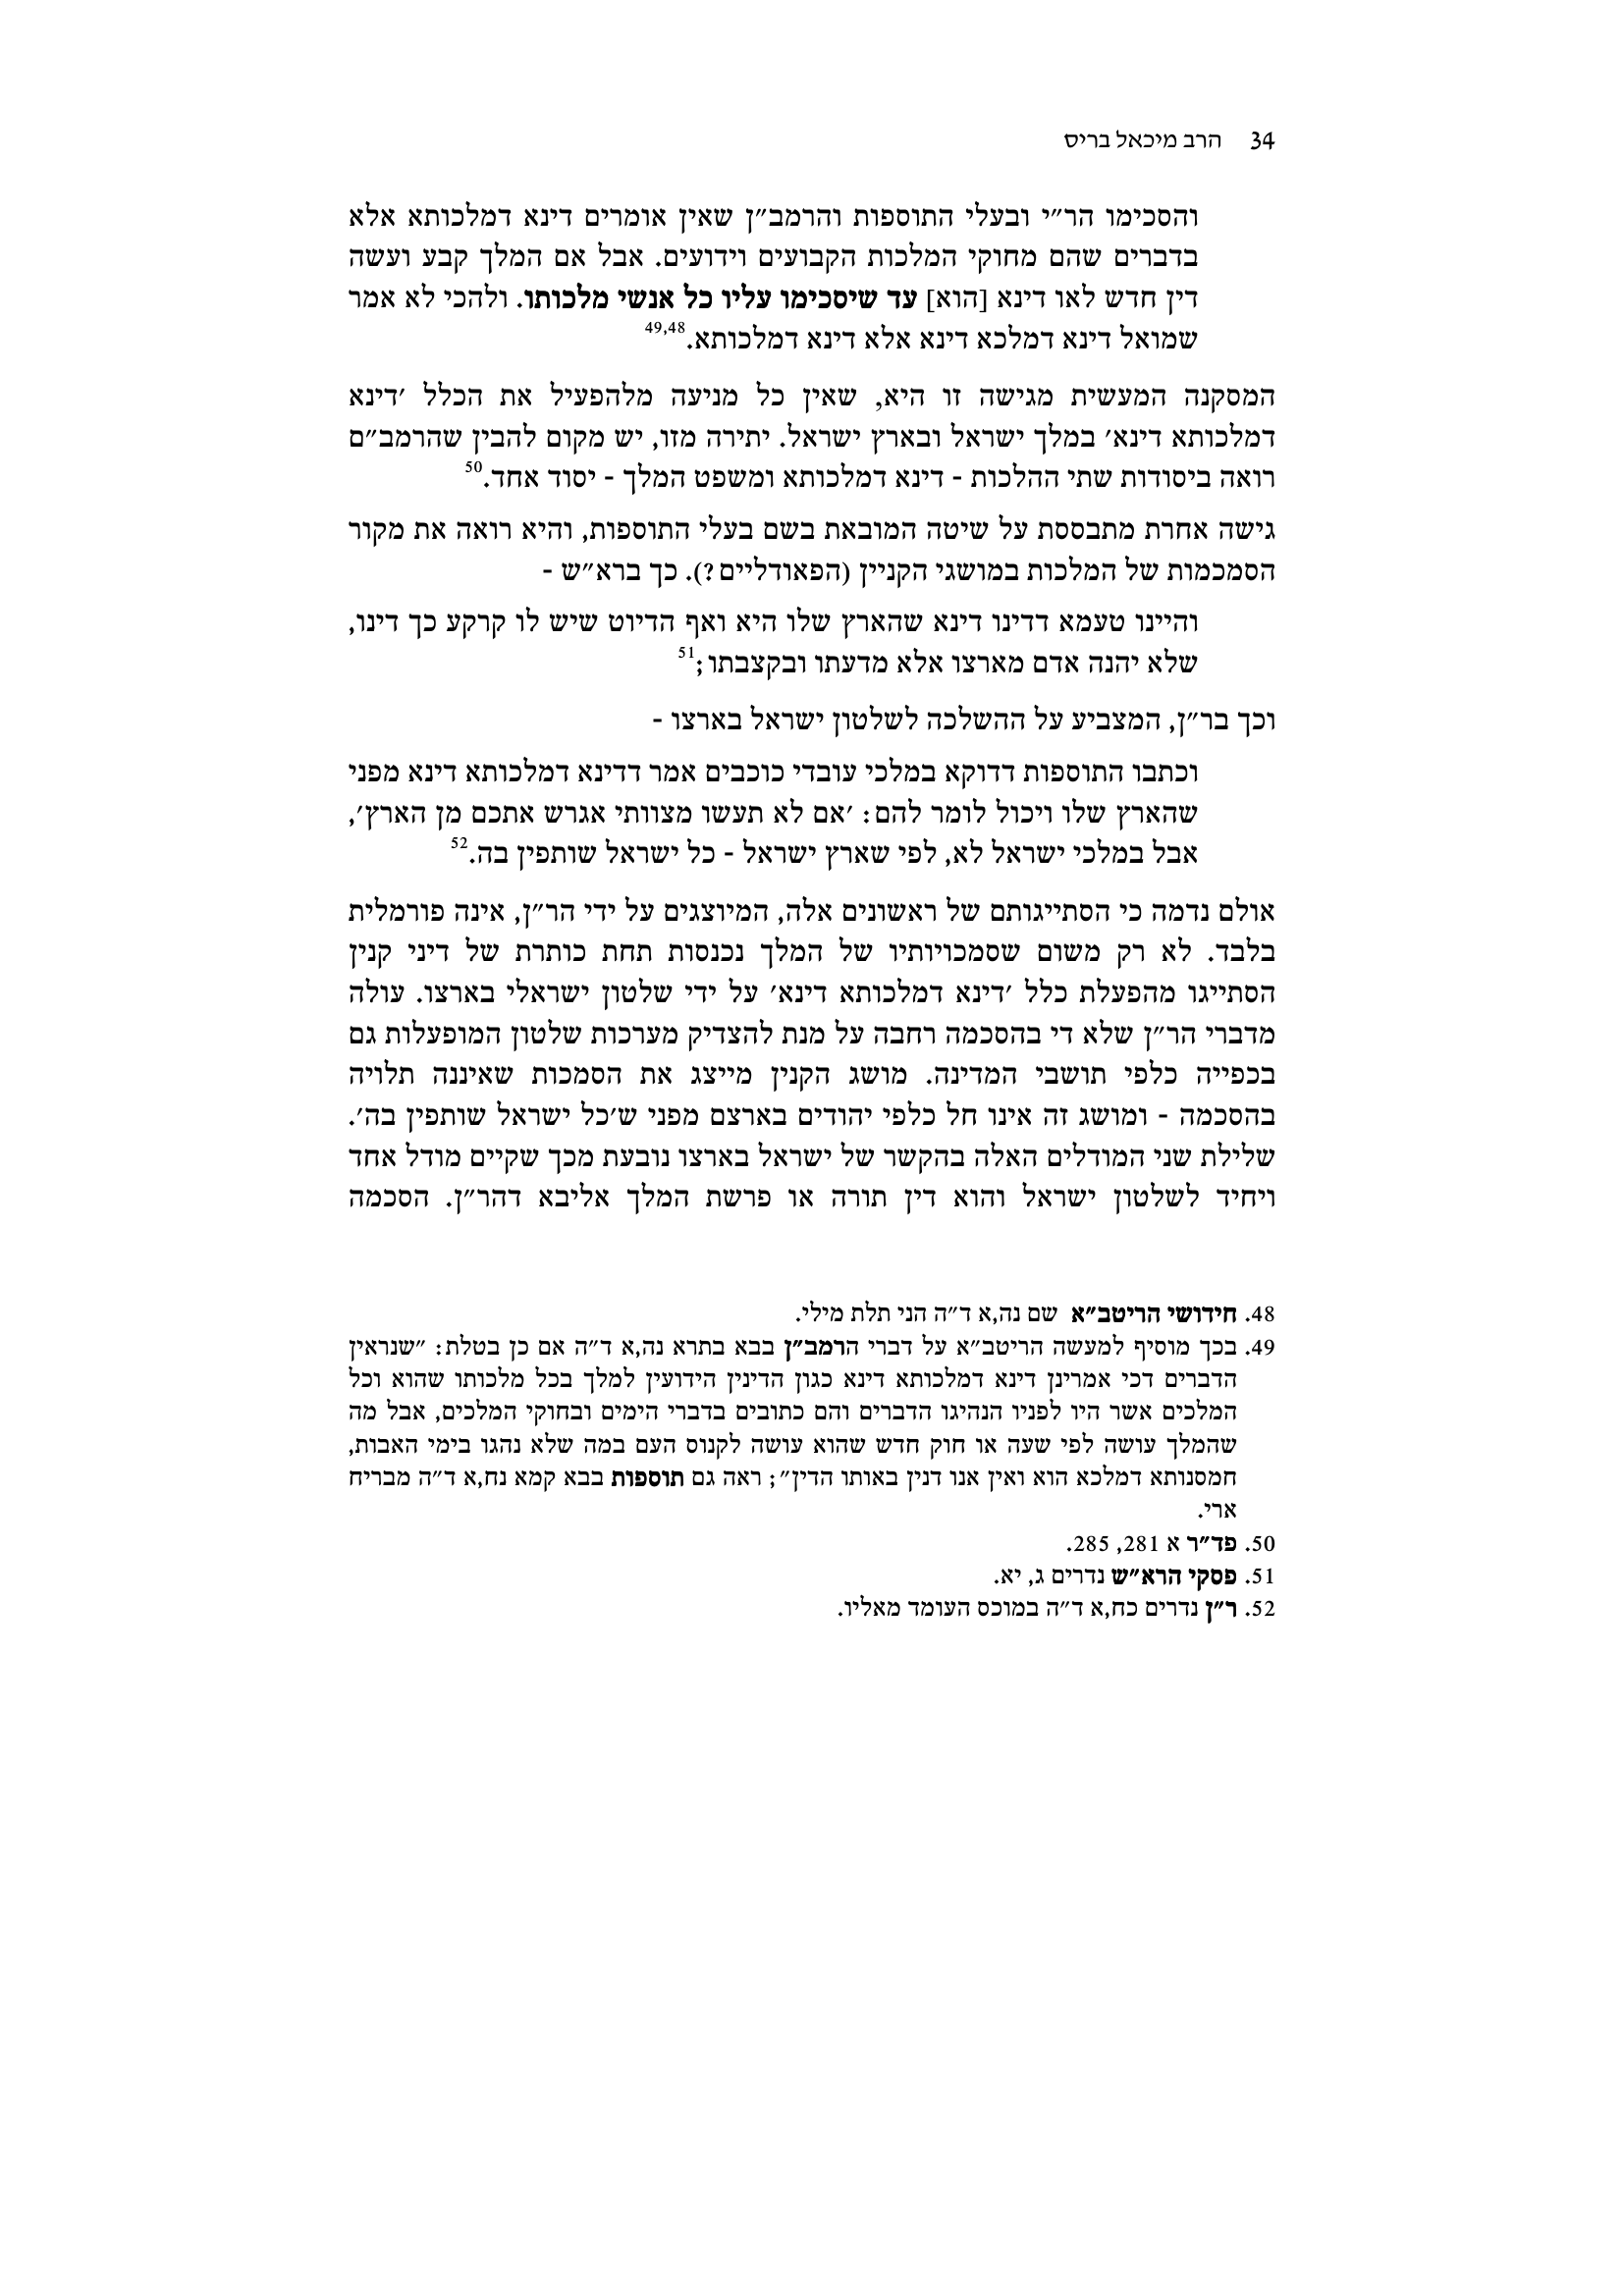 34 הרב מיכאל בריס
והסכימו הר״י ובעלי התוספות והרמב״ן שאין אומרים דינא דמלכותא אלא
בדברים שהם מחוקי המלכות הקבועים וידועים. אבל אם המלך קבע ועשה
דין חדש לאו דינא [הוא] עד שיסכימו עליו כל אנשי מלכותו. ולהכי לא אמר
שמואל דינא דמלכא דינא אלא דינא דמלכותא.49,48
המסקנה המעשית מגישה זו היא, שאין כל מניעה מלהפעיל את הכלל ׳דינא
דמלכותא דינא׳ במלך ישראל ובארץ ישראל. יתירה מזו, יש מקום להבין שהרמב״ם
רואה ביסודות שתי ההלכות - דינא דמלכותא ומשפט המלך - יסוד אחד.50
גישה אחרת מתבססת על שיטה המובאת בשם בעלי התוספות, והיא רואה את מקור
הסמכמות של המלכות במושגי הקניין (הפאודליים?). כך ברא״ש -
והיינו טעמא דדינו דינא שהארץ שלו היא ואף הדיוט שיש לו קרקע כך דינו,
שלא יהנה אדם מארצו אלא מדעתו ובקצבתו;51
וכך בר״ן, המצביע על ההשלכה לשלטון ישראל בארצו -
וכתבו התוספות דדוקא במלכי עובדי כוכבים אמר דדינא דמלכותא דינא מפני
שהארץ שלו ויכול לומר להם: ׳אם לא תעשו מצוותי אגרש אתכם מן הארץ׳,
אבל במלכי ישראל לא, לפי שארץ ישראל - כל ישראל שותפין בה.52
אולם נדמה כי הסתייגותם של ראשונים אלה, המיוצגים על ידי הר״ן, אינה פורמלית
בלבד. לא רק משום שסמכויותיו של המלך נכנסות תחת כותרת של דיני קנין
הסתייגו מהפעלת כלל ׳דינא דמלכותא דינא׳ על ידי שלטון ישראלי בארצו. עולה
מדברי הר״ן שלא די בהסכמה רחבה על מנת להצדיק מערכות שלטון המופעלות גם
בכפייה כלפי תושבי המדינה. מושג הקנין מייצג את הסמכות שאיננה תלויה
בהסכמה - ומושג זה אינו חל כלפי יהודים בארצם מפני ש׳כל ישראל שותפין בה׳.
שלילת שני המודלים האלה בהקשר של ישראל בארצו נובעת מכך שקיים מודל אחד
ויחיד לשלטון ישראל והוא דין תורה או פרשת המלך אליבא דהר״ן. הסכמה
48. חידושי הריטב״א שם נה,א ד״ה הני תלת מילי.
49. בכך מוסיף למעשה הריטב״א על דברי הרמב״ן בבא בתרא נה,א ד״ה אם כן בטלת: ״שנראין
הדברים דכי אמרינן דינא דמלכותא דינא כגון הדינין הידועין למלך בכל מלכותו שהוא וכל
המלכים אשר היו לפניו הנהיגו הדברים והם כתובים בדברי הימים ובחוקי המלכים, אבל מה
שהמלך עושה לפי שעה או חוק חדש שהוא עושה לקנוס העם במה שלא נהגו בימי האבות,
חמסנותא דמלכא הוא ואין אנו דנין באותו הדין״; ראה גם תוספות בבא קמא נח,א ד״ה מבריח
ארי.
50. פד״ר א 281, 285.
51. פסקי הרא״ש נדרים ג, יא.
52. ר״ן נדרים כח,א ד״ה במוכס העומד מאליו.